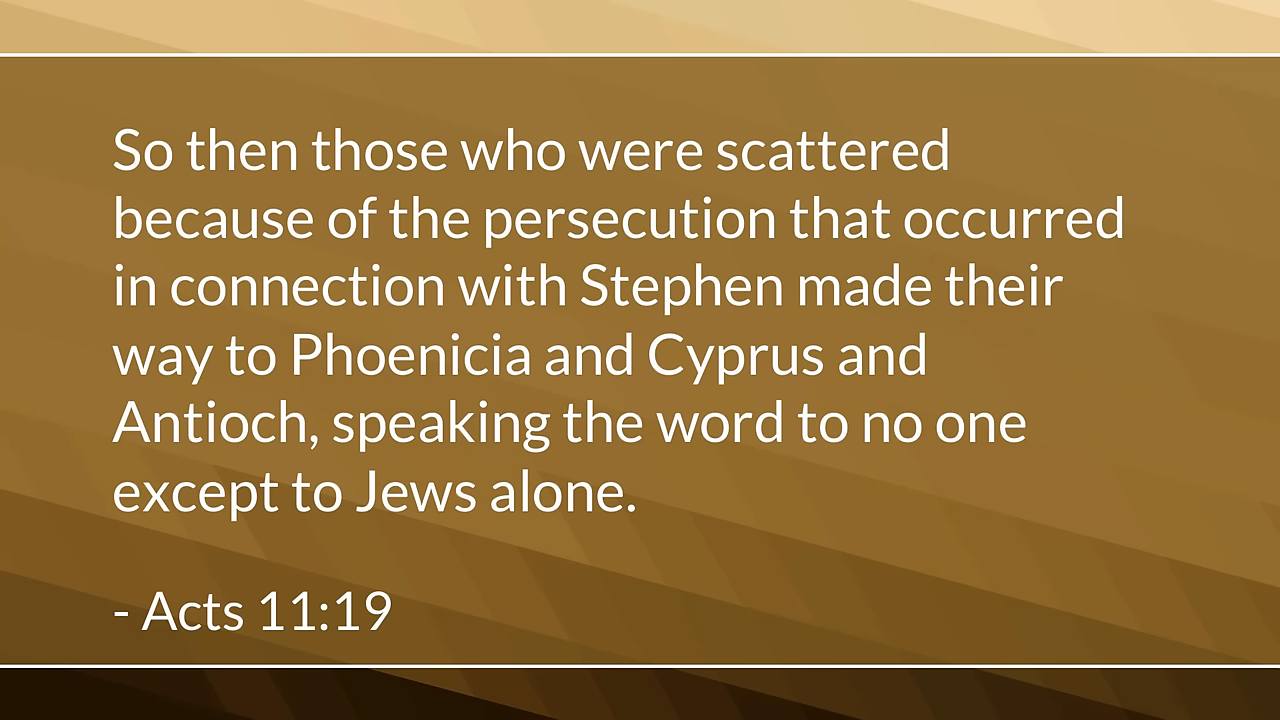 So then those who were scattered
because of the persecution that occurred
in connection with Stephen made their
way to Phoenicia and Cyprus and
Antioch, speaking the word to no one
except to Jews alone.
- Acts 11:19